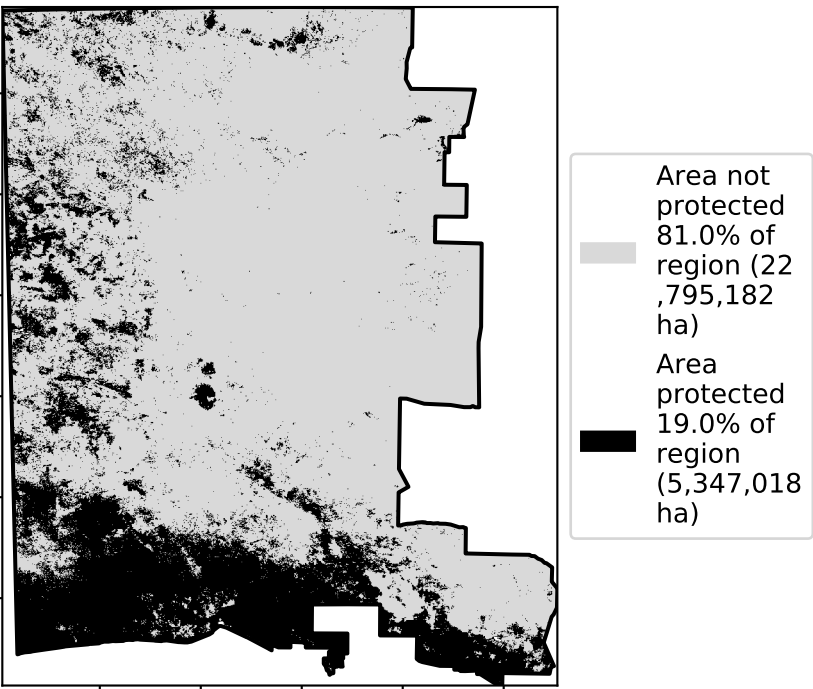 Area not
protected
81.0% of
region (22
,795,182
ha)
Area
protected
19.0% of
region
(5,347,018
ha)